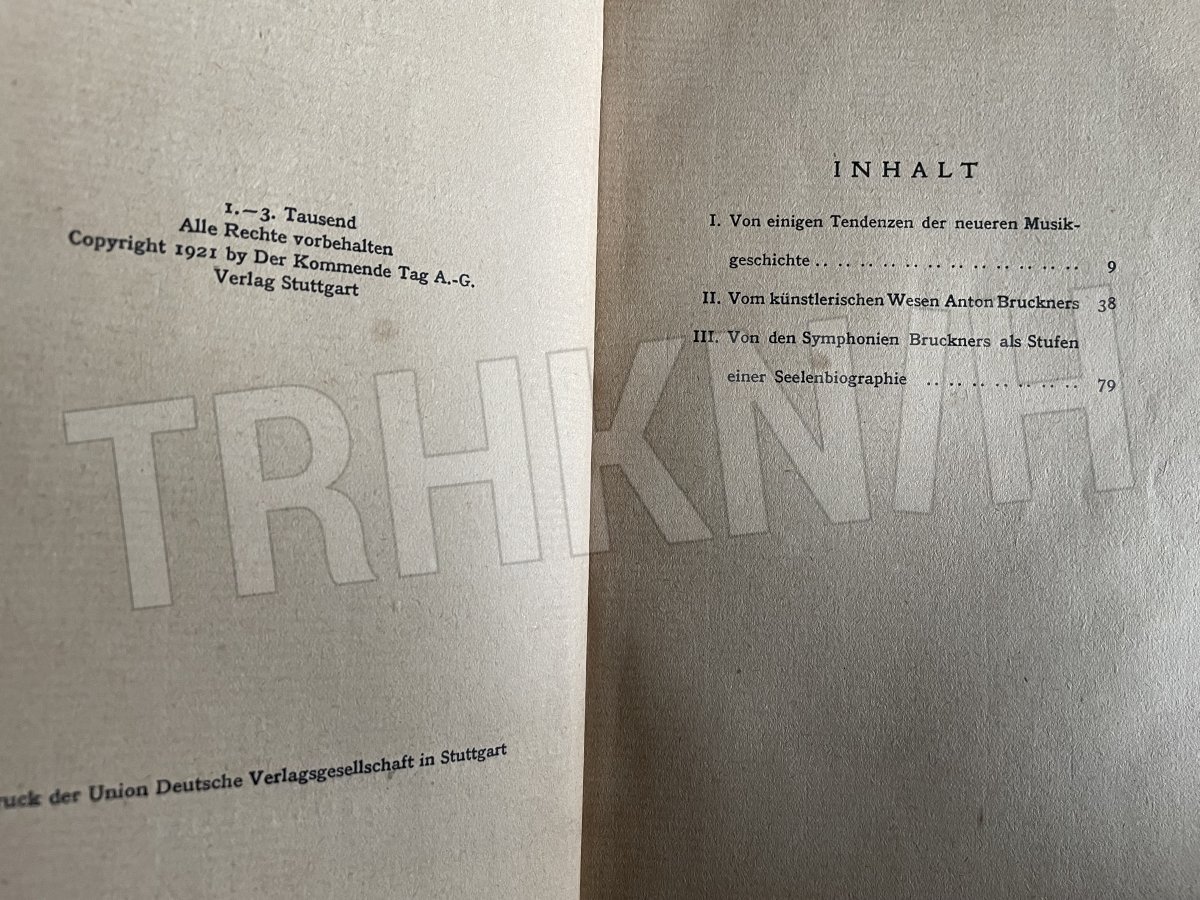 1.—3. Tausend
Alle Rechte vorbehalten
Copyright 1921 by Der Kommende Tag A.-G.
Verlag Stuttgart
der Union Deutsche Verlagsgesellschaft in Stuttgart
INHALT
I. Von einigen Tendenzen der neueren Musik-
geschichte .. .. .. .. .. .. .. .. .. .. .. .. 9
II. Vom künstlerischen Wesen Anton Bruckners 38
III. Von den Symphonien Bruckners als Stufen
einer Seelenbiographie .. .. .. .. .. .. .. 79